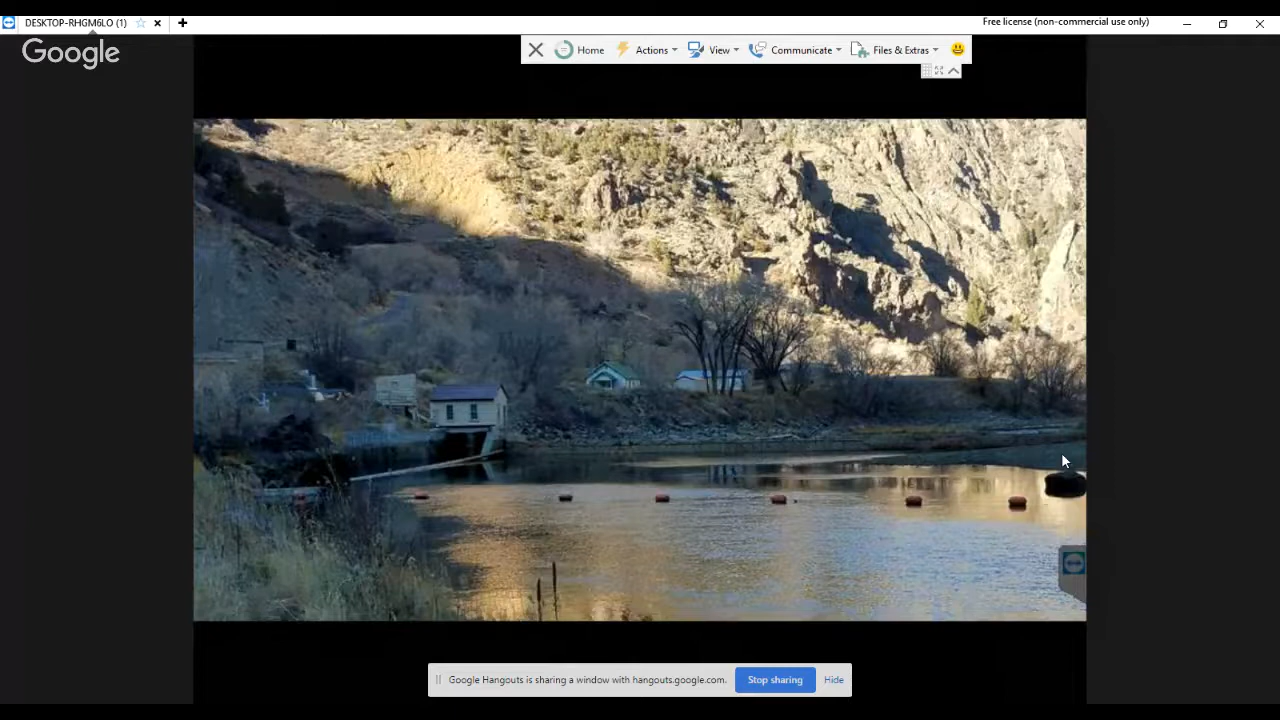 DESKTOP-RHGM6LO (1)
Free license (non-commercial use only)
Google
Home
Actions
View
Communicate
Files & Extras
Google Hangouts is sharing a window with hangouts.google.com.
Stop sharing
Hide